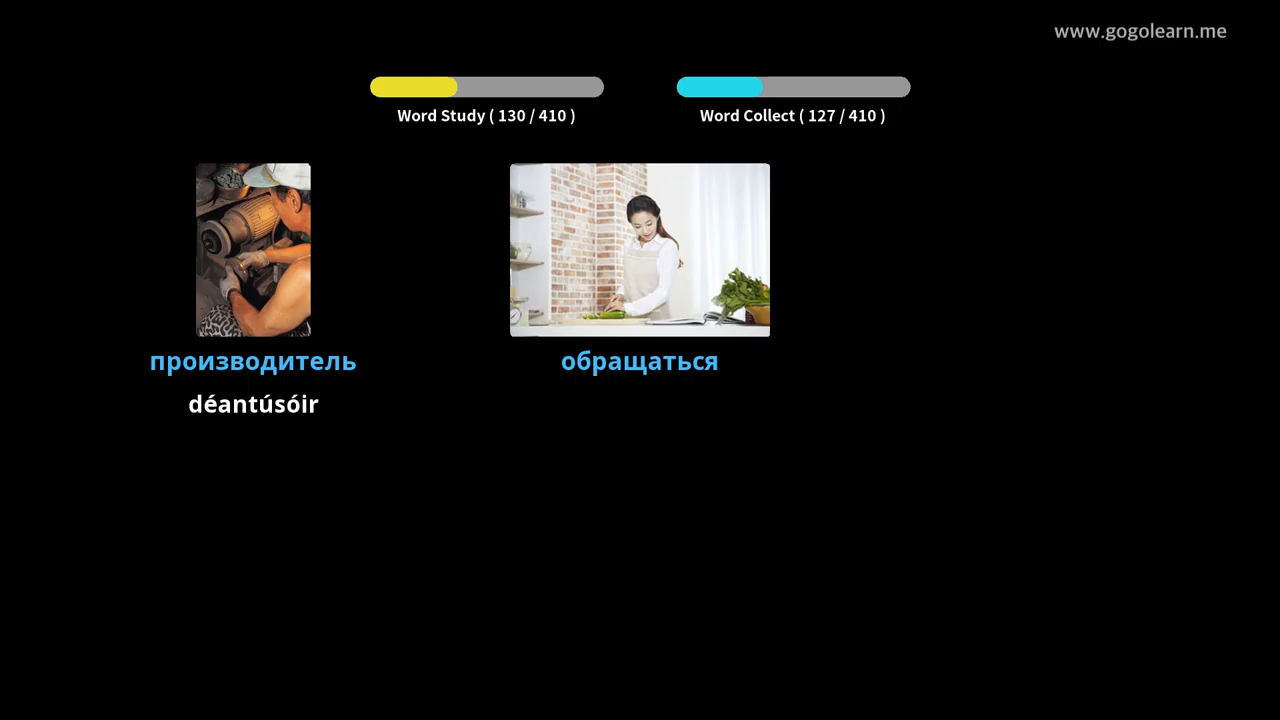 www.gogolearn.me
Word Study ( 130 / 410 )
Word Collect ( 127 / 410 )
производитель
обращаться
déantúsóir